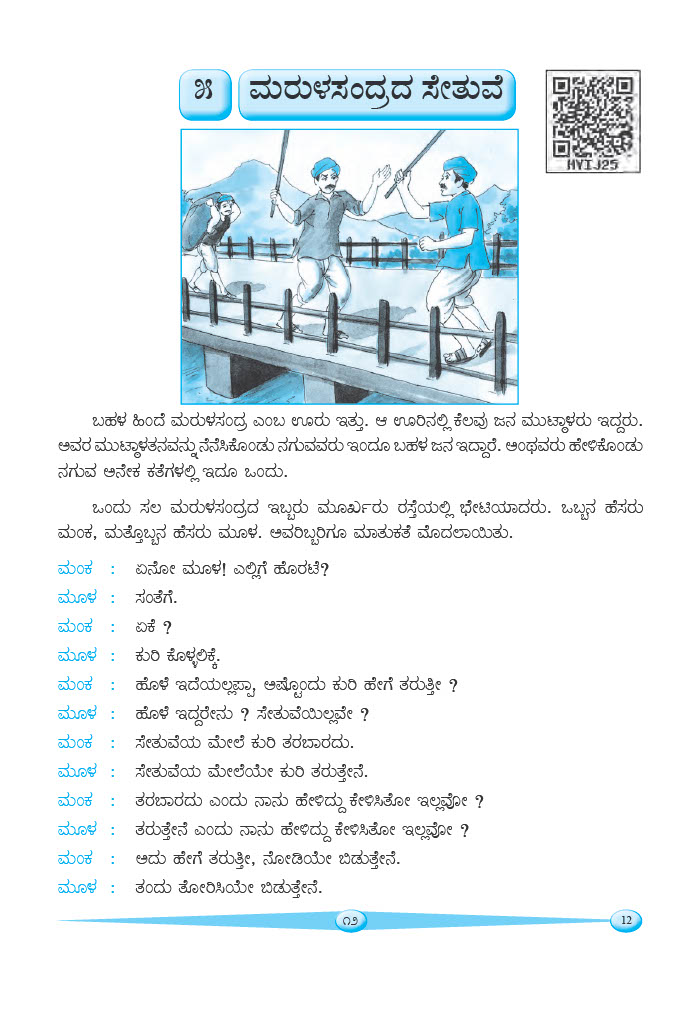 ೫ ಮರುಳಸಂದ್ರದ ಸೇತುವೆ
MYIJ25
ಬಹಳ ಹಿಂದೆ ಮರುಳಸಂದ್ರ ಎಂಬ ಊರು ಇತ್ತು. ಆ ಊರಿನಲ್ಲಿ ಕೆಲವು ಜನ ಮುಟ್ಠಾಳರು ಇದ್ದರು.
ಅವರ ಮುಟ್ಠಾಳತನವನ್ನು ನೆನೆಸಿಕೊಂಡು ನಗುವವರು ಇಂದೂ ಬಹಳ ಜನ ಇದ್ದಾರೆ. ಅಂಥವರು ಹೇಳಿಕೊಂಡು
ನಗುವ ಅನೇಕ ಕತೆಗಳಲ್ಲಿ ಇದೂ ಒಂದು.
ಒಂದು ಸಲ ಮರುಳಸಂದ್ರದ ಇಬ್ಬರು ಮೂರ್ಖರು ರಸ್ತೆಯಲ್ಲಿ ಭೇಟಿಯಾದರು. ಒಬ್ಬನ ಹೆಸರು
ಮಂಕ, ಮತ್ತೊಬ್ಬನ ಹೆಸರು ಮೂಳ. ಅವರಿಬ್ಬರಿಗೂ ಮಾತುಕತೆ ಮೊದಲಾಯಿತು.
ಮಂಕ : ಏನೋ ಮೂಳ! ಎಲ್ಲಿಗೆ ಹೊರಟೆ?
ಮೂಳ : ಸಂತೆಗೆ.
ಮಂಕ : ಏಕೆ ?
ಮೂಳ : ಕುರಿ ಕೊಳ್ಳಲಿಕ್ಕೆ.
ಮಂಕ : ಹೊಳೆ ಇದೆಯಲ್ಲಪ್ಪಾ, ಅಷ್ಟೊಂದು ಕುರಿ ಹೇಗೆ ತರುತ್ತೀ ?
ಮೂಳ : ಹೊಳೆ ಇದ್ದರೇನು ? ಸೇತುವೆಯಿಲ್ಲವೇ ?
ಮಂಕ : ಸೇತುವೆಯ ಮೇಲೆ ಕುರಿ ತರಬಾರದು.
ಮೂಳ : ಸೇತುವೆಯ ಮೇಲೆಯೇ ಕುರಿ ತರುತ್ತೇನೆ.
ಮಂಕ : ತರಬಾರದು ಎಂದು ನಾನು ಹೇಳಿದ್ದು ಕೇಳಿಸಿತೋ ಇಲ್ಲವೋ ?
ಮೂಳ : ತರುತ್ತೇನೆ ಎಂದು ನಾನು ಹೇಳಿದ್ದು ಕೇಳಿಸಿತೋ ಇಲ್ಲವೋ ?
ಮಂಕ : ಅದು ಹೇಗೆ ತರುತ್ತೀ, ನೋಡಿಯೇ ಬಿಡುತ್ತೇನೆ.
ಮೂಳ : ತಂದು ತೋರಿಸಿಯೇ ಬಿಡುತ್ತೇನೆ.
೧೨ 12